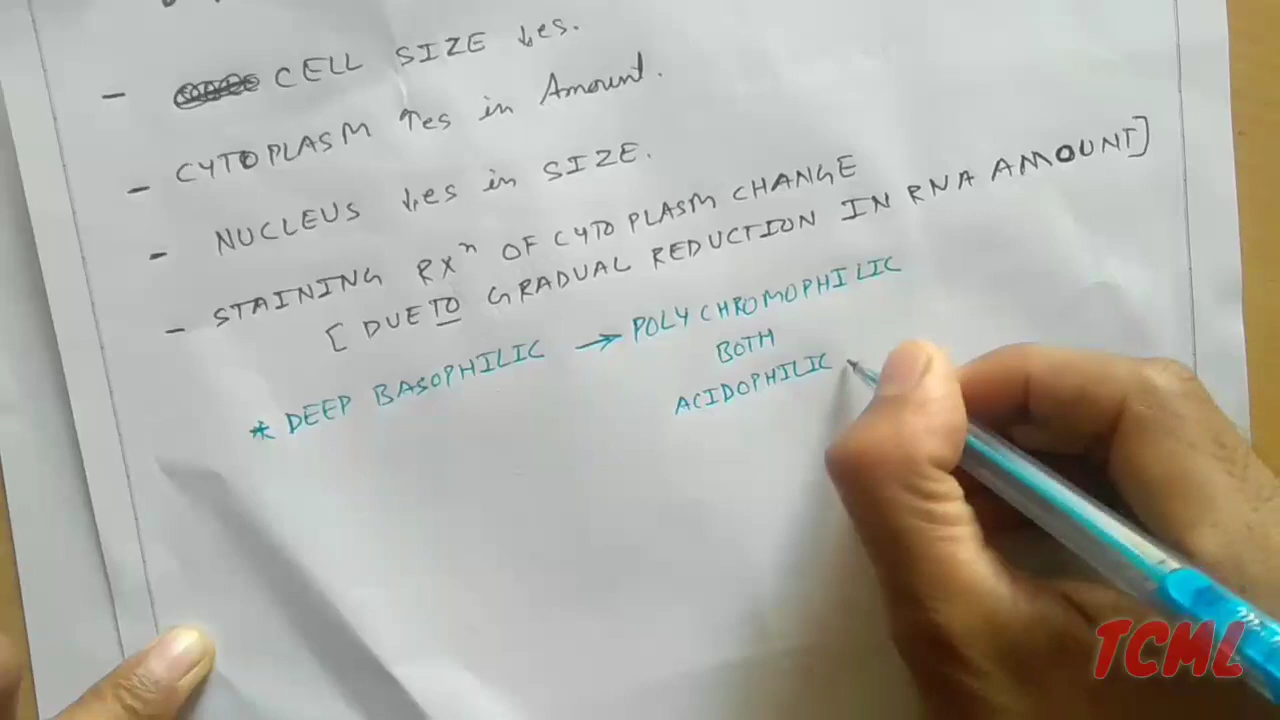 - CELL SIZE ↓es.
- CYTOPLASM ↑es in Amount.
- NUCLEUS ↓es in SIZE.
- STAINING RXⁿ OF CYTOPLASM CHANGE
[ DUE TO GRADUAL REDUCTION IN RNA AMOUNT]
* DEEP BASOPHILIC → POLYCHROMOPHILIC
BOTH
ACIDOPHILIC
TCML